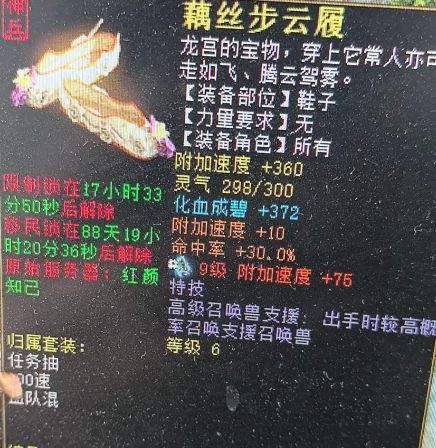 神兵
藕丝步云履
龙宫的宝物，穿上它常人亦可
走如飞、腾云驾雾。
【装备部位】鞋子
【力量要求】无
【装备角色】所有
附加速度 +360
灵气 298/300
化血成碧 +372
附加速度 +10
命中率 +30.0%
9级 附加速度 +75
特技
高级召唤兽支援、出手时较高概
率召唤支援召唤兽
等级 6
限制锁在17小时33
分50秒后解除
移民锁在88天19小
时20分36秒后解除
原始服务器：红颜
知己
归属套装：
任务抽
00速
血队混